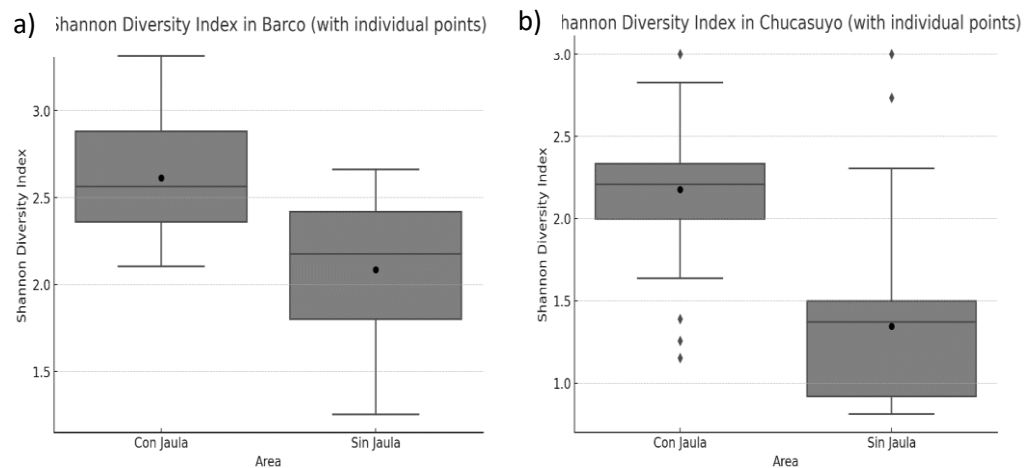 a)
hannon Diversity Index in Barco (with individual points)
Shannon Diversity Index
3.0
2.5
2.0
1.5
Con Jaula
Sin Jaula
Area
b)
hannon Diversity Index in Chucasuyo (with individual points)
Shannon Diversity Index
3.0
2.5
2.0
1.5
1.0
Con Jaula
Sin Jaula
Area